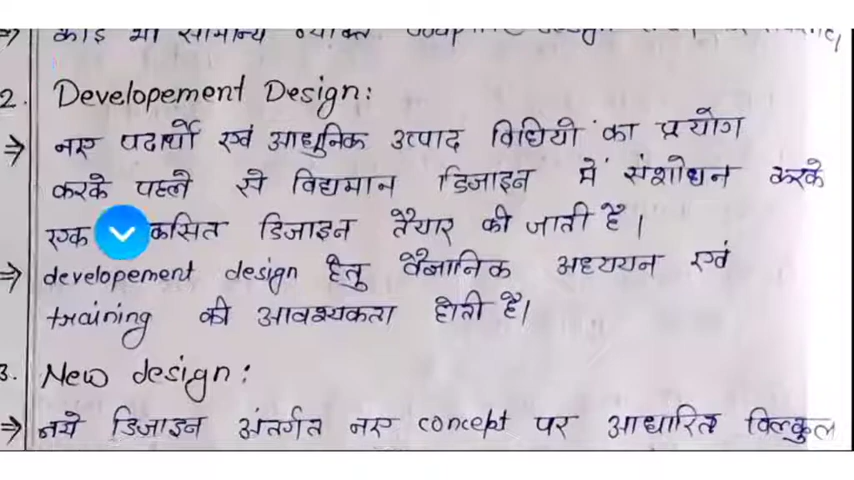 ⇒ कोई भी सामान्य व्यक्ति
2. Developement Design:
⇒ नए पदार्थो एवं आधुनिक उत्पाद विधियो का प्रयोग
करके पहले से विद्यमान डिजाइन में संशोधन करके
एक कसित डिजाइन तैयार की जाती है।
⇒ developement design हेतु वैज्ञानिक अध्ययन एवं
training की आवश्यकता होती है।
3. New design:
⇒ नये डिजाइन अंतर्गत नए concept पर आधारित विल्कुल